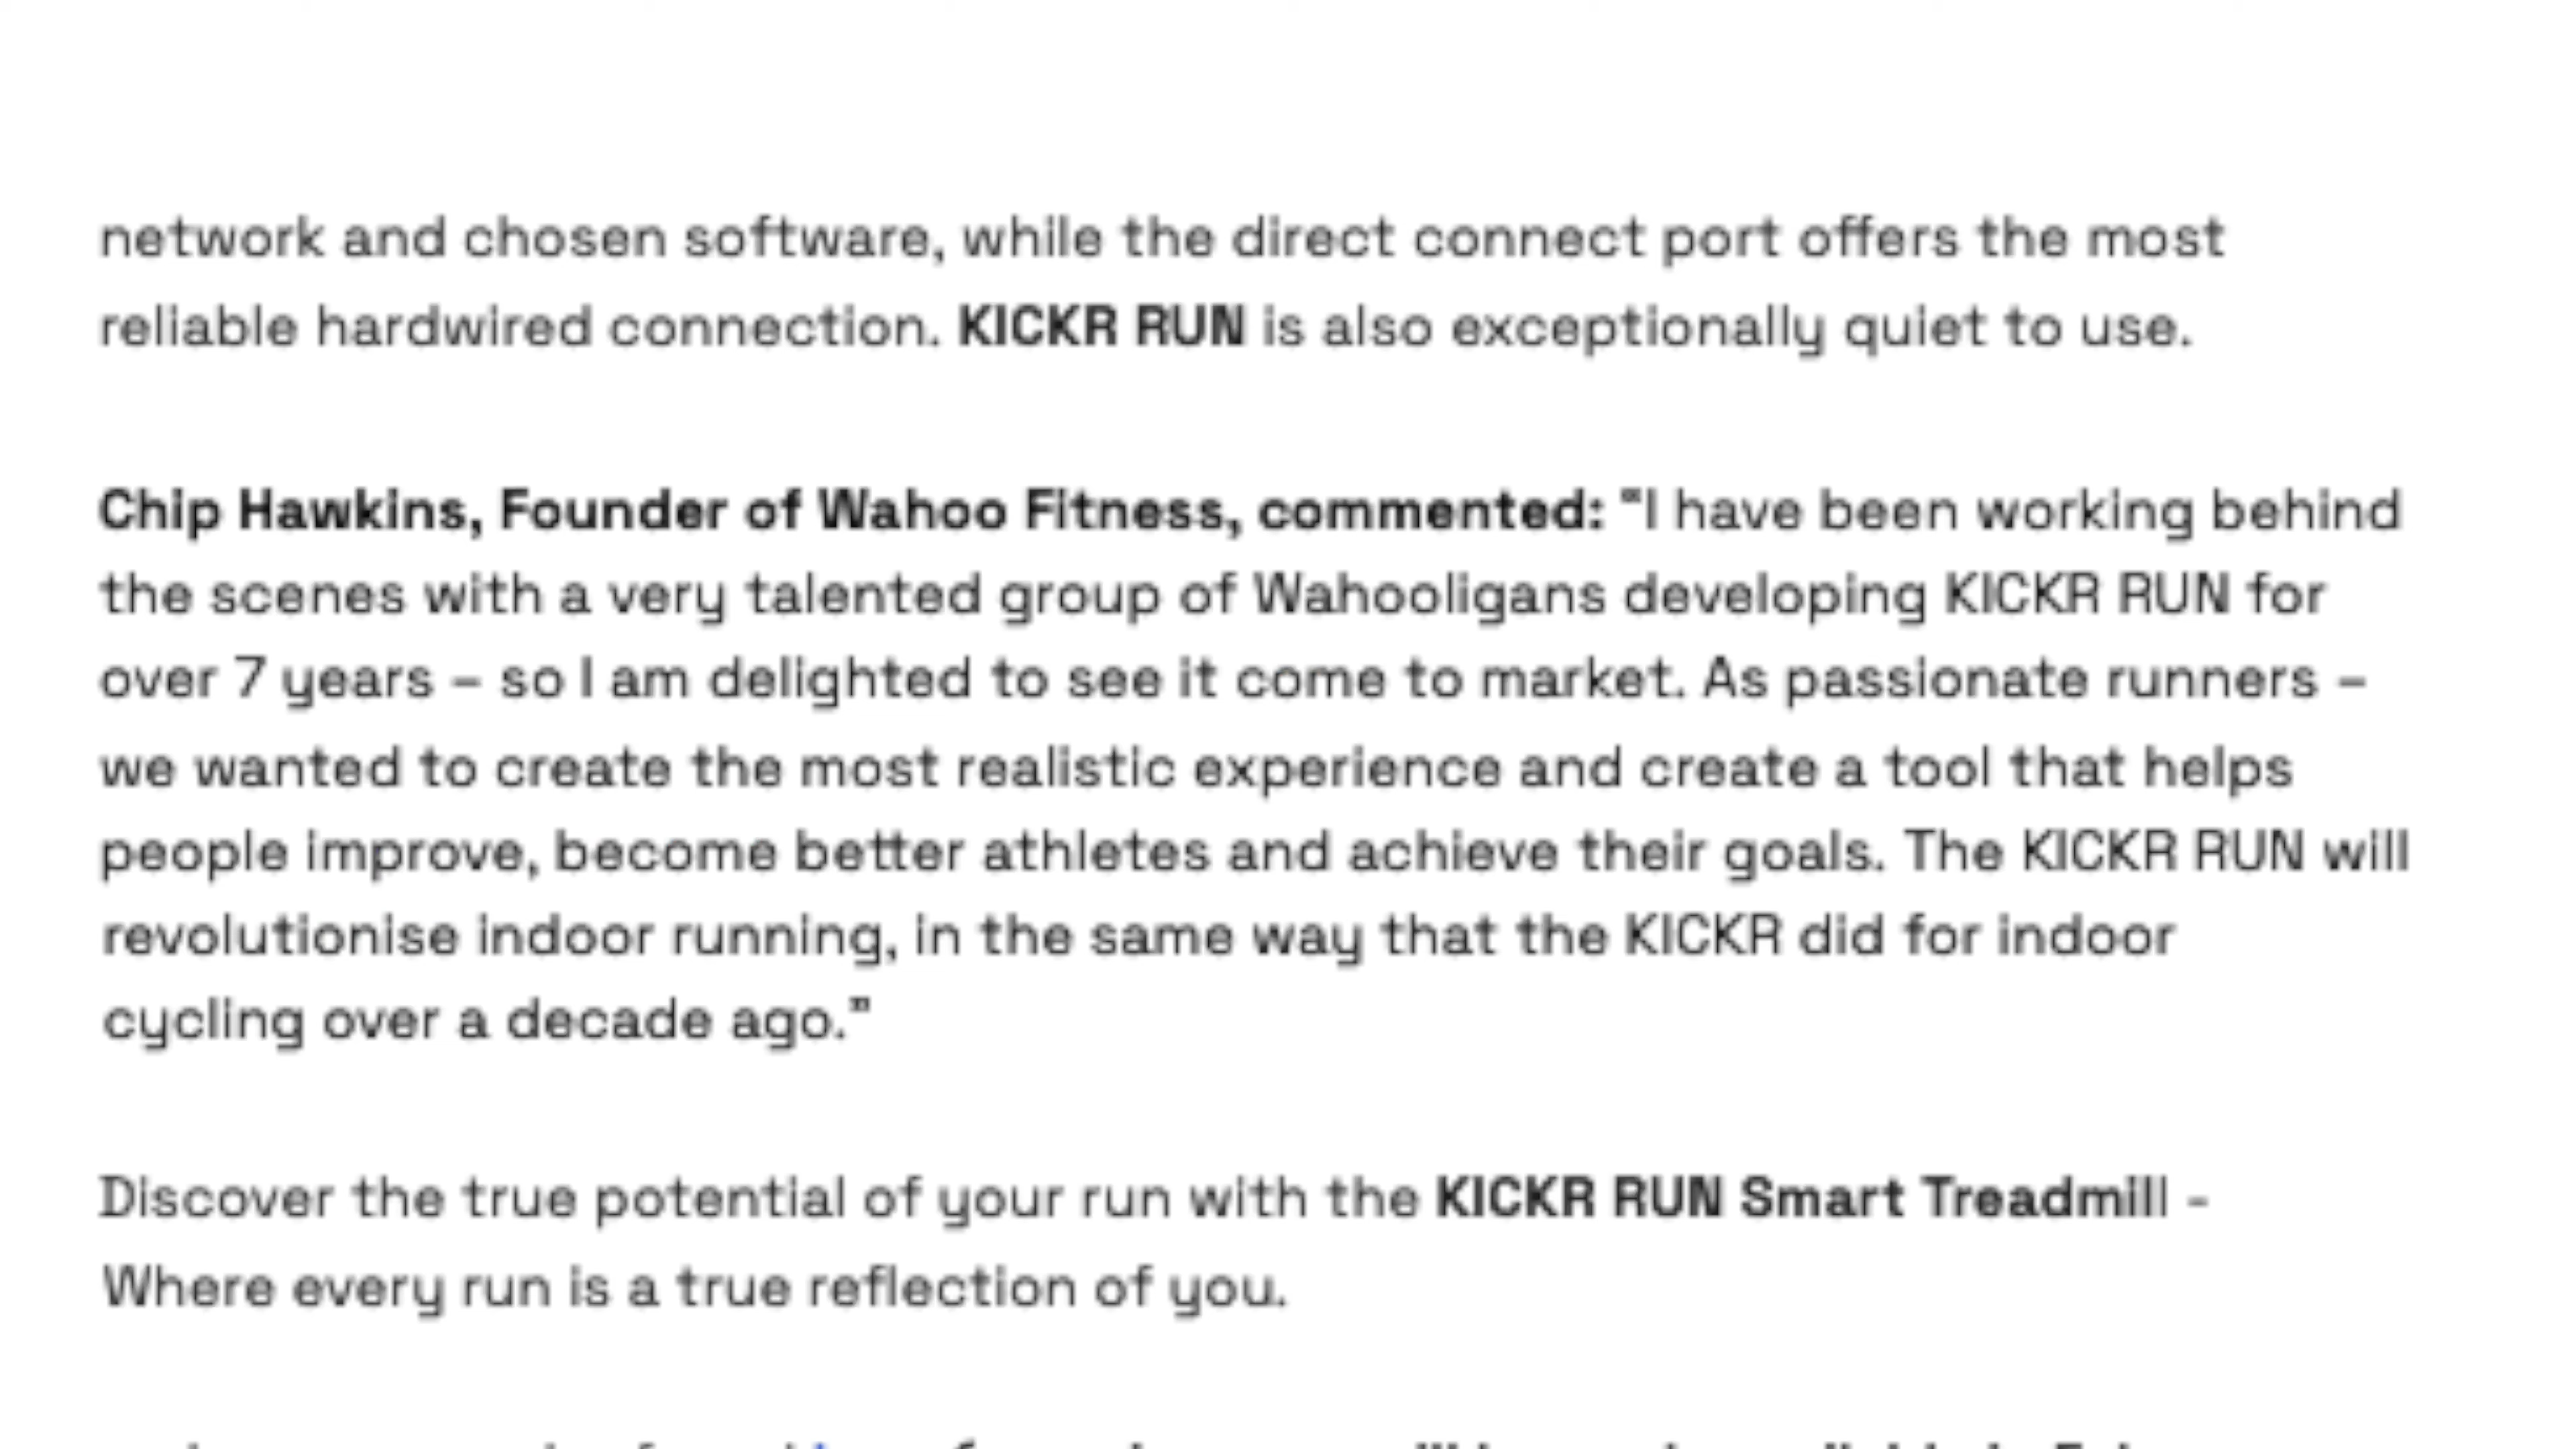 network and chosen software, while the direct connect port offers the most
reliable hardwired connection. KICKR RUN is also exceptionally quiet to use.
Chip Hawkins, Founder of Wahoo Fitness, commented: "I have been working behind
the scenes with a very talented group of Wahooligans developing KICKR RUN for
over 7 years – so I am delighted to see it come to market. As passionate runners –
we wanted to create the most realistic experience and create a tool that helps
people improve, become better athletes and achieve their goals. The KICKR RUN will
revolutionise indoor running, in the same way that the KICKR did for indoor
cycling over a decade ago."
Discover the true potential of your run with the KICKR RUN Smart Treadmill -
Where every run is a true reflection of you.